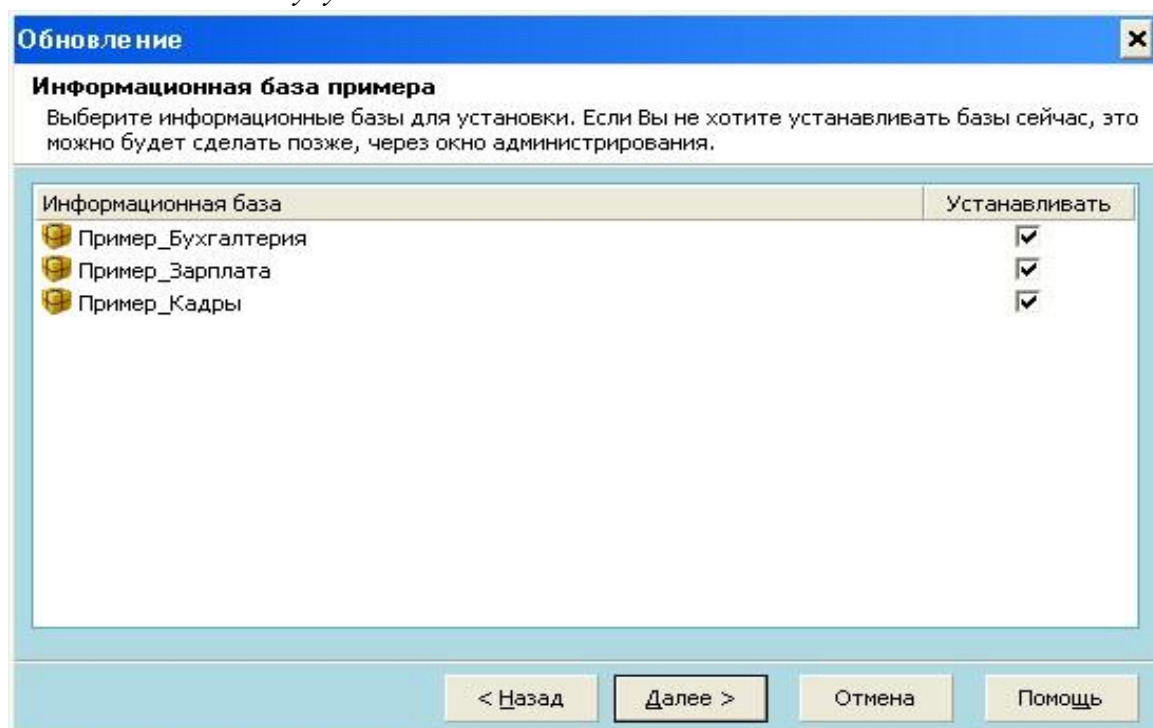 Обновление
Информационная база примера
Выберите информационные базы для установки. Если Вы не хотите устанавливать базы сейчас, это
можно будет сделать позже, через окно администрирования.
Информационная база Устанавливать
Пример_Бухгалтерия
Пример_Зарплата
Пример_Кадры
< Назад Далее > Отмена Помощь